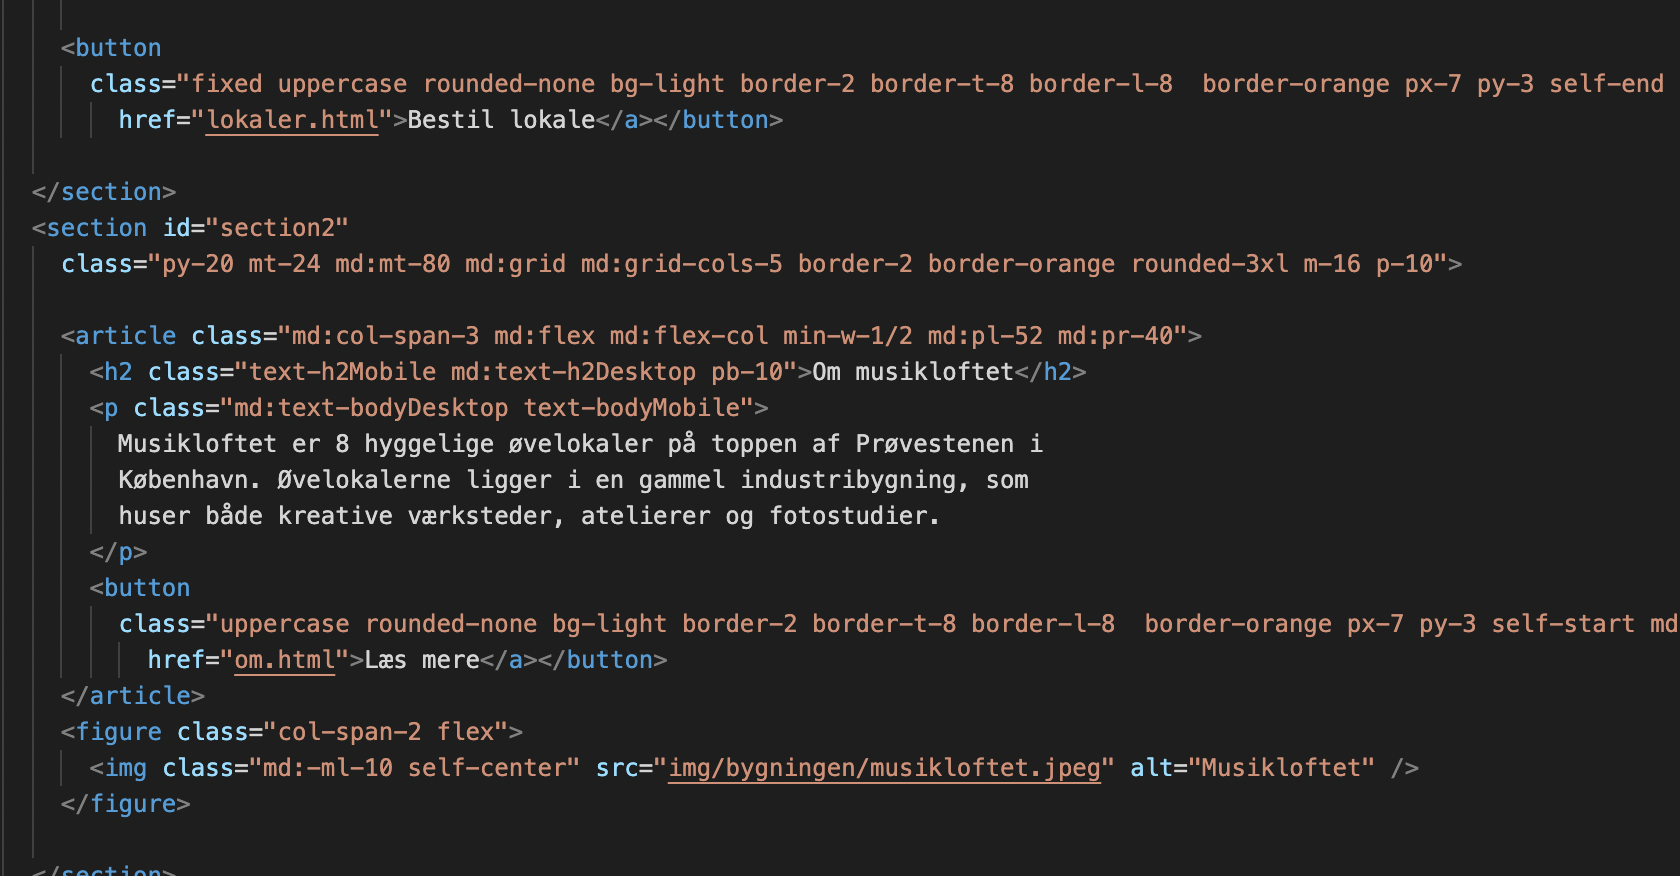 <button
class="fixed uppercase rounded-none bg-light border-2 border-t-8 border-l-8  border-orange px-7 py-3 self-end
href="lokaler.html">Bestil lokale</a></button>
</section>
<section id="section2"
class="py-20 mt-24 md:mt-80 md:grid md:grid-cols-5 border-2 border-orange rounded-3xl m-16 p-10">
<article class="md:col-span-3 md:flex md:flex-col min-w-1/2 md:pl-52 md:pr-40">
<h2 class="text-h2Mobile md:text-h2Desktop pb-10">Om musikloftet</h2>
<p class="md:text-bodyDesktop text-bodyMobile">
Musikloftet er 8 hyggelige øvelokaler på toppen af Prøvestenen i
København. Øvelokalerne ligger i en gammel industribygning, som
huser både kreative værksteder, atelierer og fotostudier.
</p>
<button
class="uppercase rounded-none bg-light border-2 border-t-8 border-l-8  border-orange px-7 py-3 self-start md
href="om.html">Læs mere</a></button>
</article>
<figure class="col-span-2 flex">
<img class="md:-ml-10 self-center" src="img/bygningen/musikloftet.jpeg" alt="Musikloftet" />
</figure>
</section>